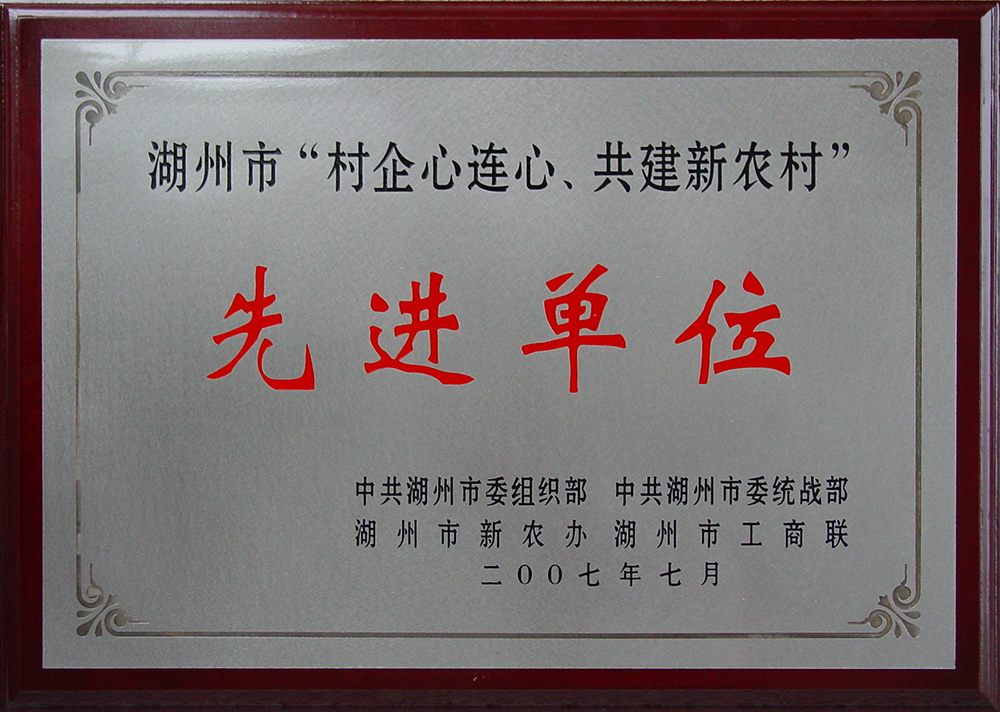 湖州市“村企心连心、共建新农村”
先进单位
中共湖州市委组织部 中共湖州市委统战部
湖州市新农办 湖州市工商联
二００七年七月